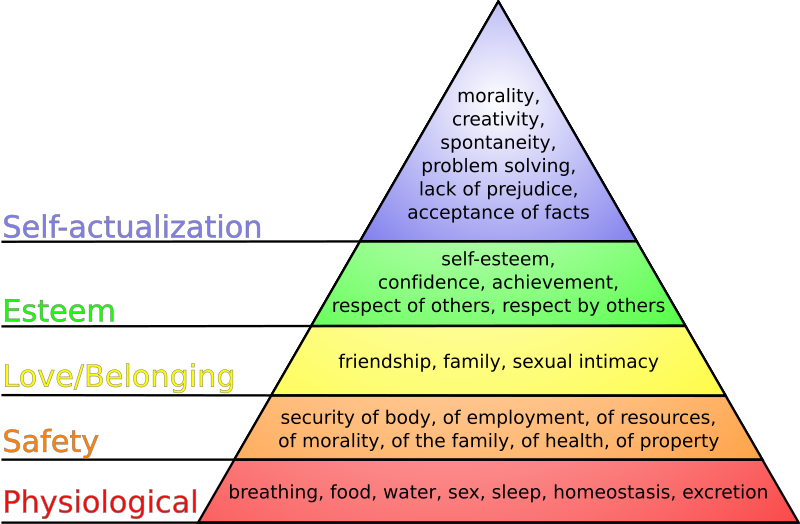 morality,
creativity,
spontaneity,
problem solving,
lack of prejudice,
acceptance of facts
Self-actualization
self-esteem,
confidence, achievement,
respect of others, respect by others
Esteem
friendship, family, sexual intimacy
Love/Belonging
security of body, of employment, of resources,
of morality, of the family, of health, of property
Safety
breathing, food, water, sex, sleep, homeostasis, excretion
Physiological